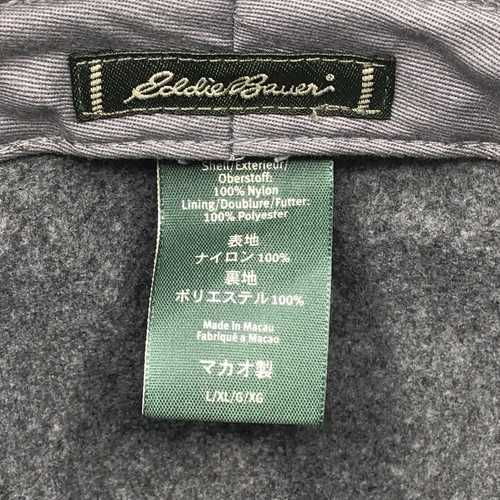 Eddie Bauer
Shell/Exterieur/
Oberstoff:
100% Nylon
Lining/Doublure/Futter:
100% Polyester
表地
ナイロン 100%
裏地
ポリエステル 100%
Made in Macau
Fabriqué a Macao
マカオ製
L/XL/G/XG